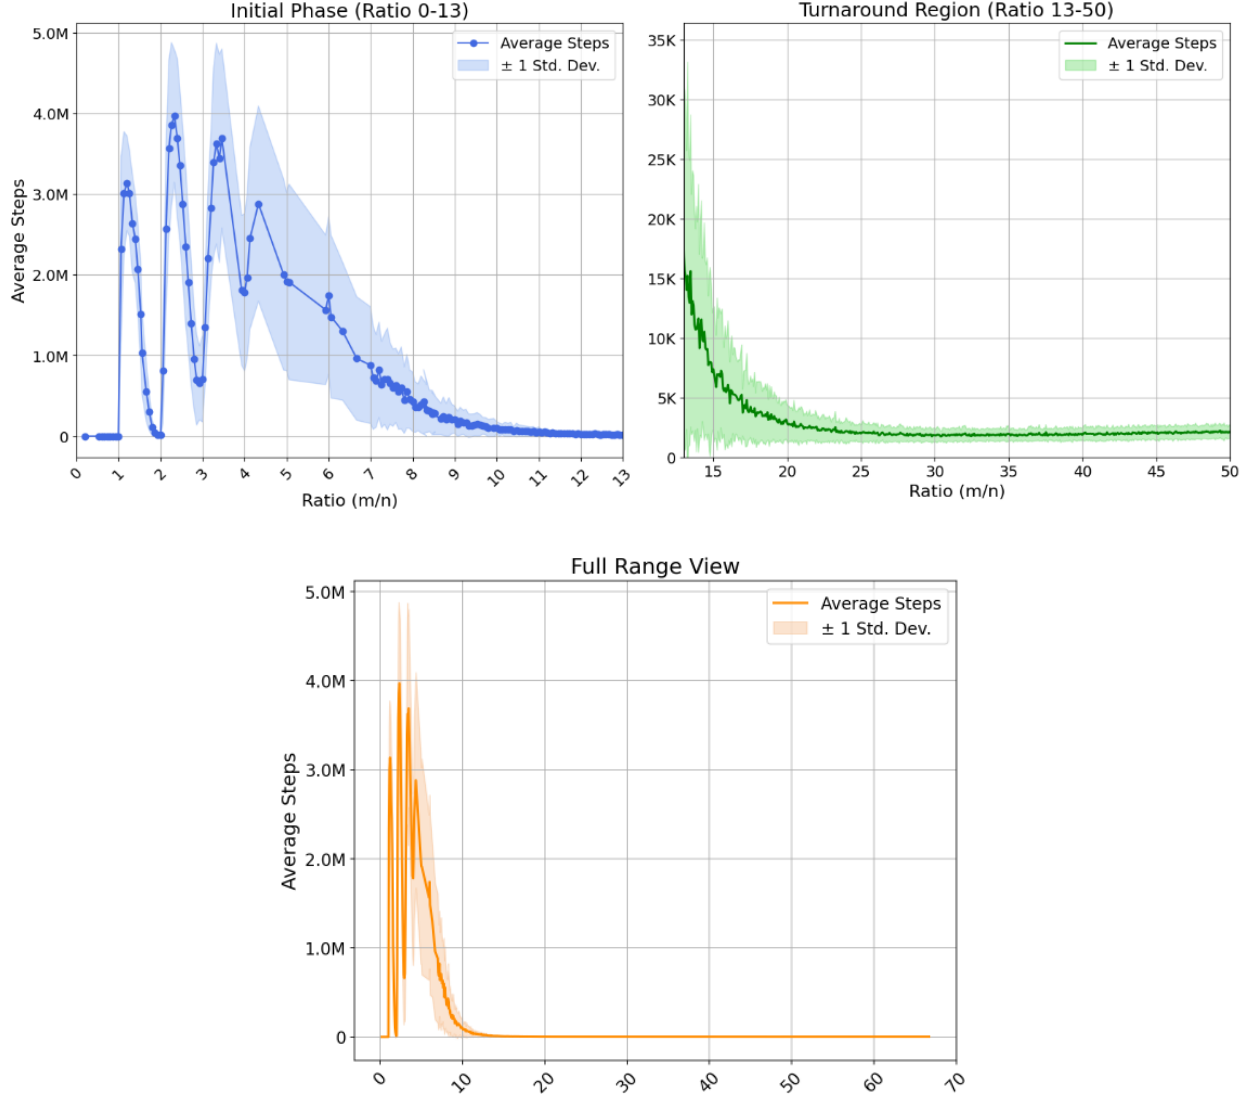 Initial Phase (Ratio 0-13)
5.0M
4.0M
3.0M
2.0M
1.0M
0
Average Steps
Average Steps
± 1 Std. Dev.
0 1 2 3 4 5 6 7 8 9 10 11 12 13
Ratio (m/n)
Turnaround Region (Ratio 13-50)
35K
30K
25K
20K
15K
10K
5K
0
Average Steps
± 1 Std. Dev.
15 20 25 30 35 40 45 50
Ratio (m/n)
Full Range View
5.0M
4.0M
3.0M
2.0M
1.0M
0
Average Steps
Average Steps
± 1 Std. Dev.
0 10 20 30 40 50 60 70